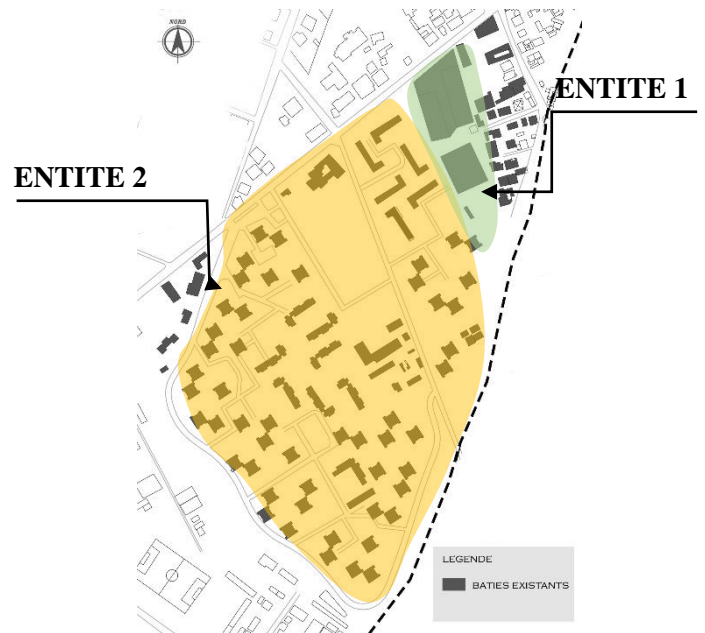 NORD
ENTITE 1
ENTITE 2
LEGENDE
BATIES EXISTANTS